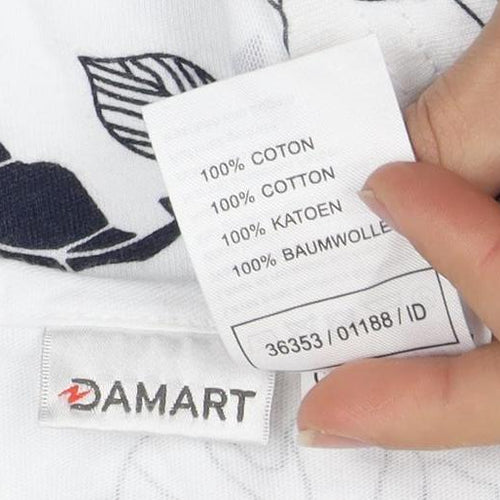 100% COTON
100% COTTON
100% KATOEN
100% BAUMWOLLE
36353 / 01188 / ID
DAMART